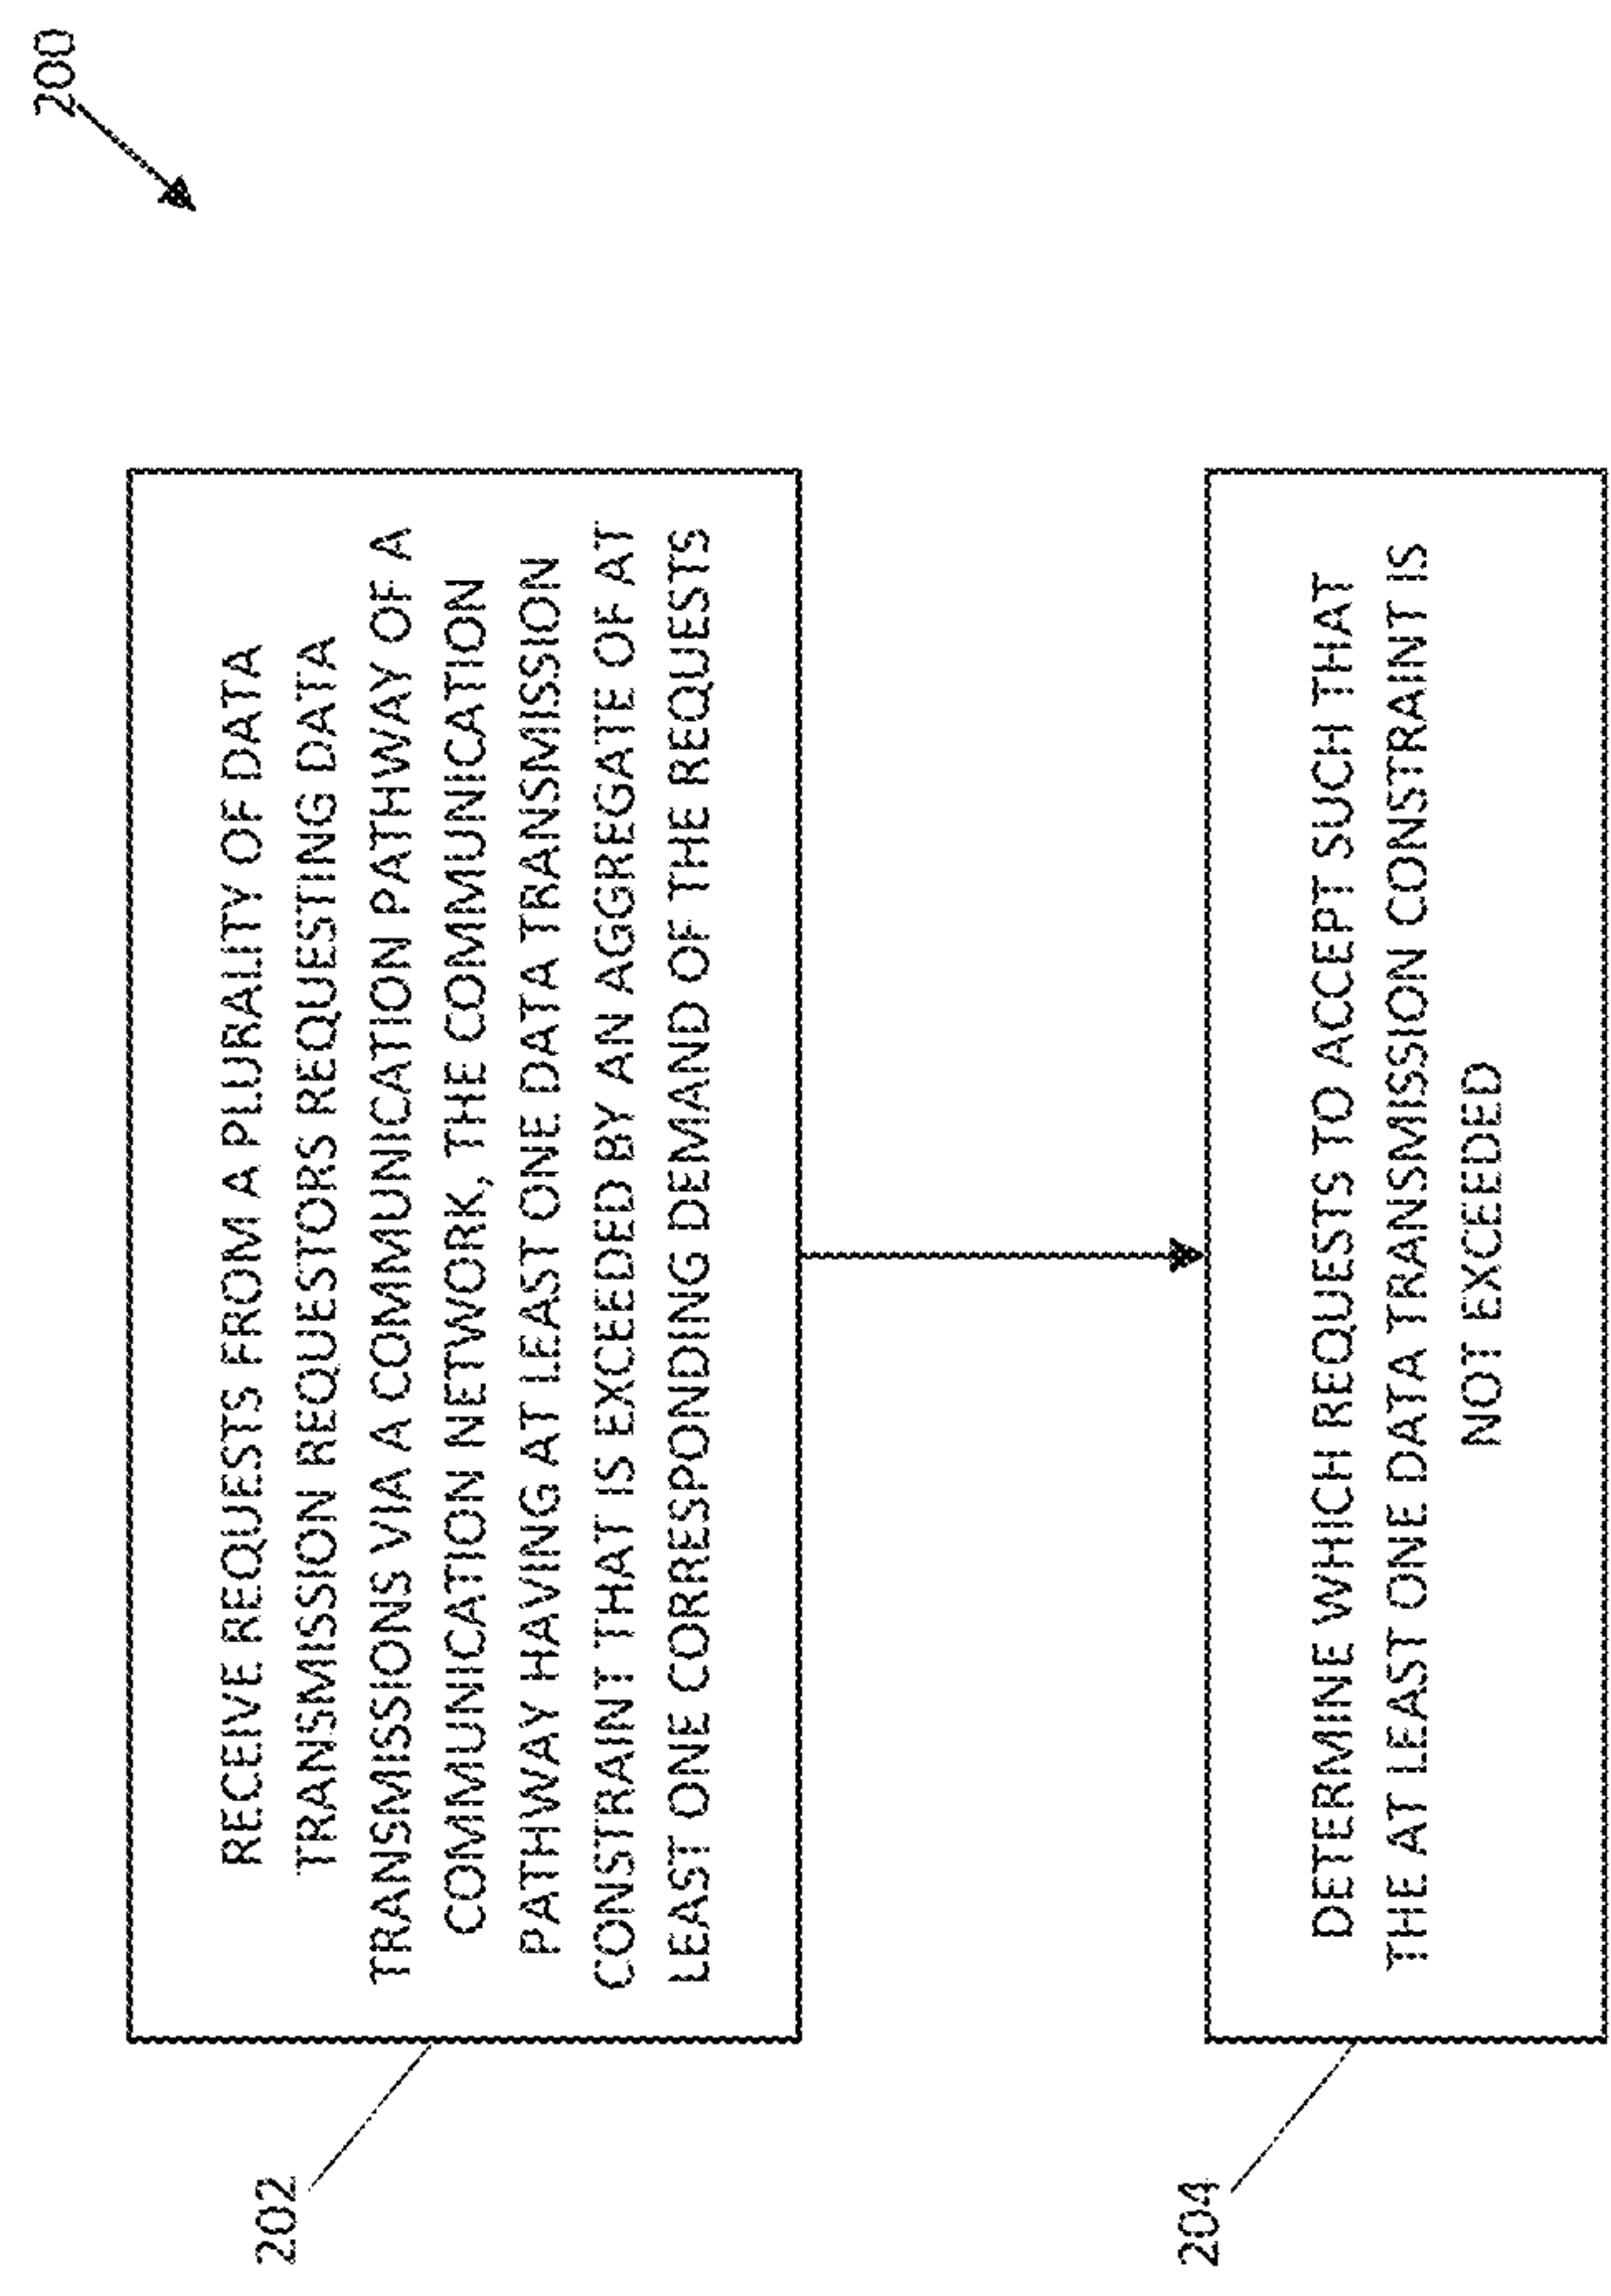 200
202
RECEIVE REQUESTS FROM A PLURALITY OF DATA
TRANSMISSION REQUESTORS REQUESTING DATA
TRANSMISSIONS VIA A COMMUNICATION PATHWAY OF A
COMMUNICATION NETWORK, THE COMMUNICATION
PATHWAY HAVING AT LEAST ONE DATA TRANSMISSION
CONSTRAINT THAT IS EXCEEDED BY AN AGGREGATE OF AT
LEAST ONE CORRESPONDING DEMAND OF THE REQUESTS
204
DETERMINE WHICH REQUESTS TO ACCEPT SUCH THAT
THE AT LEAST ONE DATA TRANSMISSION CONSTRAINT IS
NOT EXCEEDED